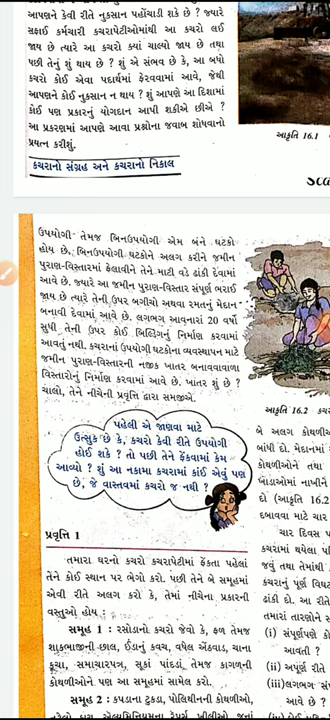 આપણને કેવી રીતે નુકસાન પહોંચાડી શકે છે ? જ્યારે
સફાઈ કર્મચારી કચરાપેટીઓમાંથી આ કચરો લઈ
જાય છે ત્યારે આ કચરો ક્યાં ચાલ્યો જાય છે તથા
પછી તેનું શું થાય છે ? શું એ સંભવ છે કે, આ બધો
કચરો કોઈ એવા પદાર્થમાં ફેરવવામાં આવે, જેથી
આપણને કોઈ નુકસાન ન થાય ? શું આપણે આ દિશામાં
કોઈ પણ પ્રકારનું યોગદાન આપી શકીએ છીએ ?
આ પ્રકરણમાં આપણે આવા પ્રશ્નોના જવાબ શોધવાનો
પ્રયત્ન કરીશું.
કચરાનો સંગ્રહ અને કચરાનો નિકાલ
આકૃતિ 16.1
ઉપયોગી તેમજ બિનઉપયોગી એમ બંને ઘટકો
હોય છે. બિનઉપયોગી ઘટકોને અલગ કરીને જમીન
પુરાણ-વિસ્તારમાં ફેલાવીને તેને માટી વડે ઢાંકી દેવામાં
આવે છે. જ્યારે આ જમીન પુરાણ-વિસ્તાર સંપૂર્ણ ભરાઈ
જાય છે ત્યારે તેની ઉપર બગીચો અથવા રમતનું મેદાન
બનાવી દેવામાં આવે છે. લગભગ આવનારાં 20 વર્ષો
સુધી તેની ઉપર કોઈ બિલ્ડિંગનું નિર્માણ કરવામાં
આવતું નથી. કચરાનાં ઉપયોગી ઘટકોના વ્યવસ્થાપન માટે
જમીન પુરાણ-વિસ્તારની નજીક ખાતર બનાવવાવાળા
વિસ્તારોનું નિર્માણ કરવામાં આવે છે. ખાતર શું છે ?
ચાલો, તેને નીચેની પ્રવૃત્તિ દ્વારા સમજીએ.
પહેલી એ જાણવા માટે
ઉત્સુક છે કે, કચરો કેવી રીતે ઉપયોગી
હોઈ શકે ? તો પછી તેને ફેંકવામાં કેમ
આવ્યો ? શું આ નકામા કચરામાં કાંઈ એવું પણ
છે, જે વાસ્તવમાં કચરો જ નથી ?
પ્રવૃત્તિ 1
તમારા ઘરનો કચરો કચરાપેટીમાં ફેંકતા પહેલાં
તેને કોઈ સ્થાન પર ભેગો કરો. પછી તેને બે સમૂહમાં
એવી રીતે અલગ કરો કે, તેમાં નીચેના પ્રકારની
વસ્તુઓ હોય :
સમૂહ 1 : રસોડાનો કચરો જેવો કે, ફળ તેમજ
શાકભાજીની છાલ, ઈંડાનું કવચ, વધેલ એંઠવાડ, ચાના
કૂચા, સમાચારપત્ર, સૂકાં પાંદડાં, તેમજ કાગળની
કોથળીઓને પણ આ સમૂહમાં સામેલ કરો.
સમૂહ 2 : કપડાના ટુકડા, પોલિથીનની કોથળીઓ,
આકૃતિ 16.2
બે અલગ કોથળીઓ
બાંધી દો. મેદાનમાં
કોથળીઓને તથા
ખાડાઓમાં નાખીને
દો (આકૃતિ 16.2
દબાવવા માટે ચાર
ચાર દિવસ
કચરામાં થયેલા
જવું તથા તેમાંથી
કચરાનું પૂર્ણ
ઢાંકી દો. આ રીતે
તમારાં તારણોને
(i) સંપૂર્ણપણે
આવતી ?
(ii) અપૂર્ણ રીતે
(iii) લગભગ
આવે છે